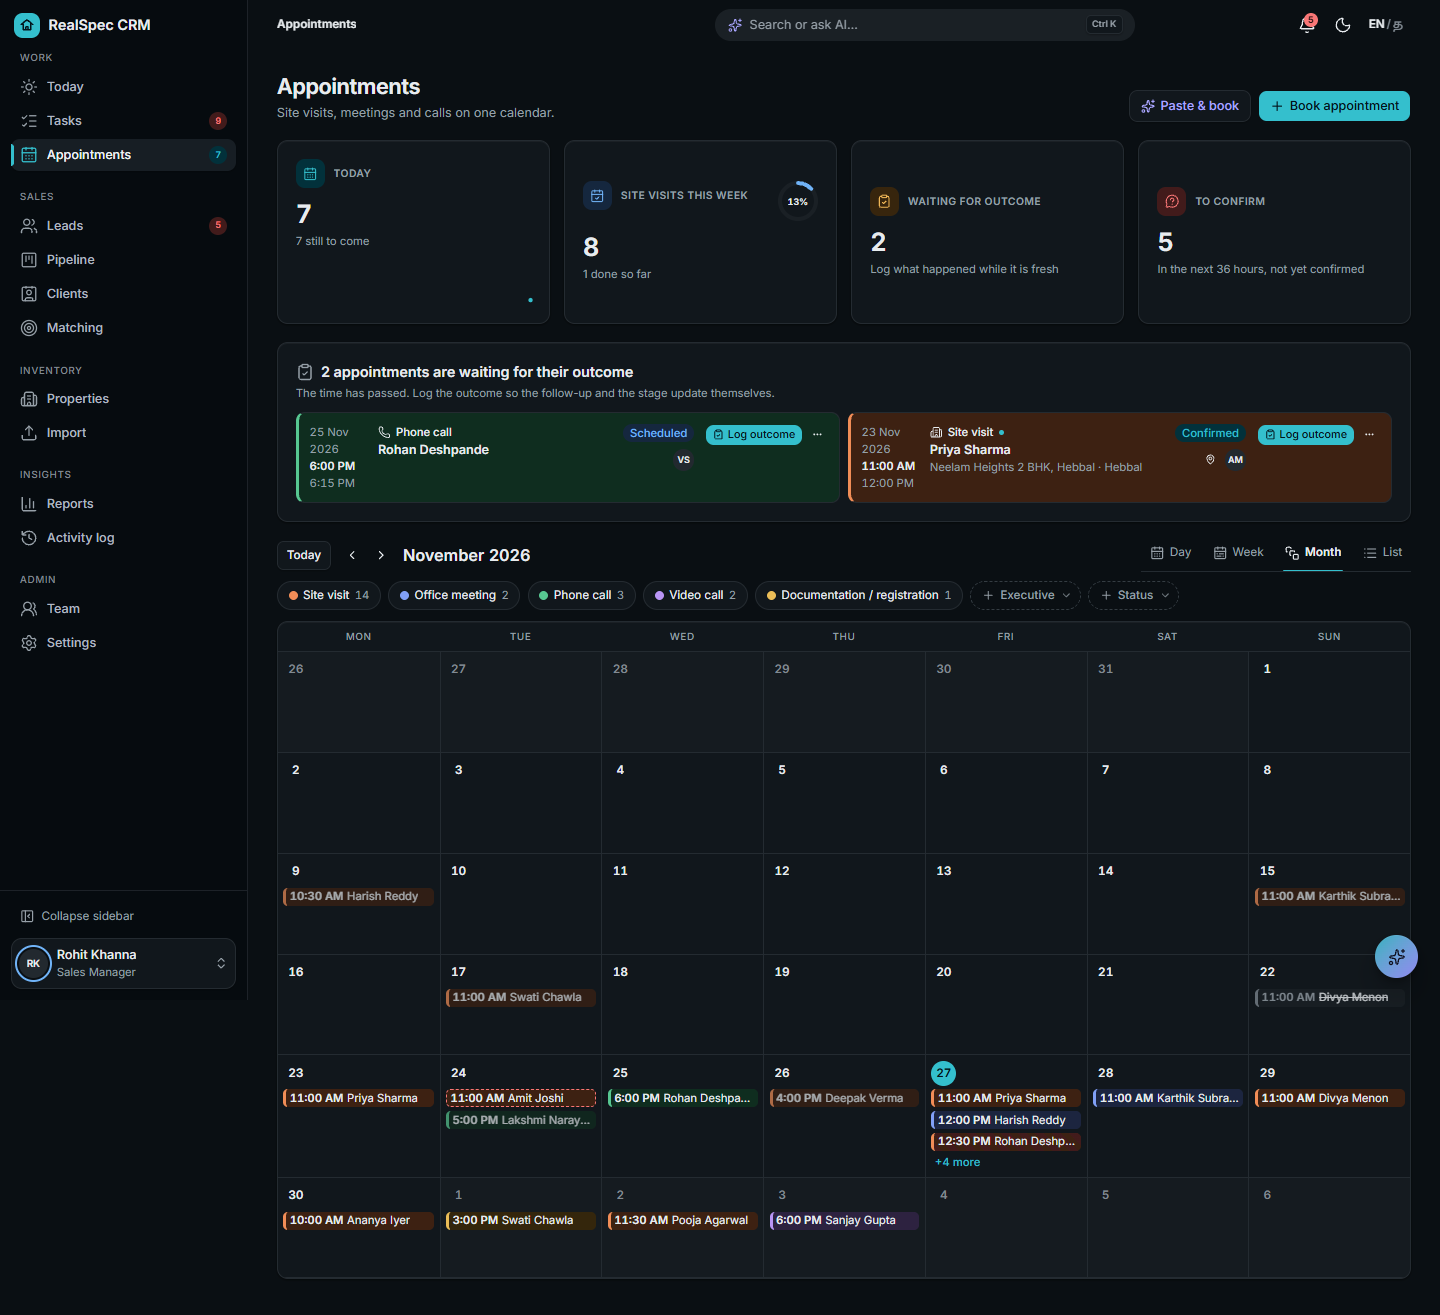 RealSpec CRM
WORK
Today
Tasks 9
Appointments 7
SALES
Leads 5
Pipeline
Clients
Matching
INVENTORY
Properties
Import
INSIGHTS
Reports
Activity log
ADMIN
Team
Settings
Collapse sidebar
RK Rohit Khanna
Sales Manager
Appointments
Search or ask AI... Ctrl K
5
EN / த
Appointments
Site visits, meetings and calls on one calendar.
Paste & book
Book appointment
TODAY
7
7 still to come
SITE VISITS THIS WEEK 13%
8
1 done so far
WAITING FOR OUTCOME
2
Log what happened while it is fresh
TO CONFIRM
5
In the next 36 hours, not yet confirmed
2 appointments are waiting for their outcome
The time has passed. Log the outcome so the follow-up and the stage update themselves.
25 Nov 2026
6:00 PM
6:15 PM
Phone call
Rohan Deshpande
Scheduled
VS
Log outcome
23 Nov 2026
11:00 AM
12:00 PM
Site visit
Priya Sharma
Neelam Heights 2 BHK, Hebbal · Hebbal
Confirmed
AM
Log outcome
Today November 2026
Day Week Month List
Site visit 14 Office meeting 2 Phone call 3 Video call 2 Documentation / registration 1 Executive Status
MON TUE WED THU FRI SAT SUN
26 27 28 29 30 31 1
2 3 4 5 6 7 8
9 10 11 12 13 14 15
10:30 AM Harish Reddy
11:00 AM Karthik Subra...
16 17 18 19 20 21 22
11:00 AM Swati Chawla
11:00 AM Divya Menon
23 24 25 26 27 28 29
11:00 AM Priya Sharma
11:00 AM Amit Joshi
5:00 PM Lakshmi Naray...
6:00 PM Rohan Deshpa...
4:00 PM Deepak Verma
11:00 AM Priya Sharma
12:00 PM Harish Reddy
12:30 PM Rohan Deshp...
+4 more
11:00 AM Karthik Subra...
11:00 AM Divya Menon
30 1 2 3 4 5 6
10:00 AM Ananya Iyer
3:00 PM Swati Chawla
11:30 AM Pooja Agarwal
6:00 PM Sanjay Gupta